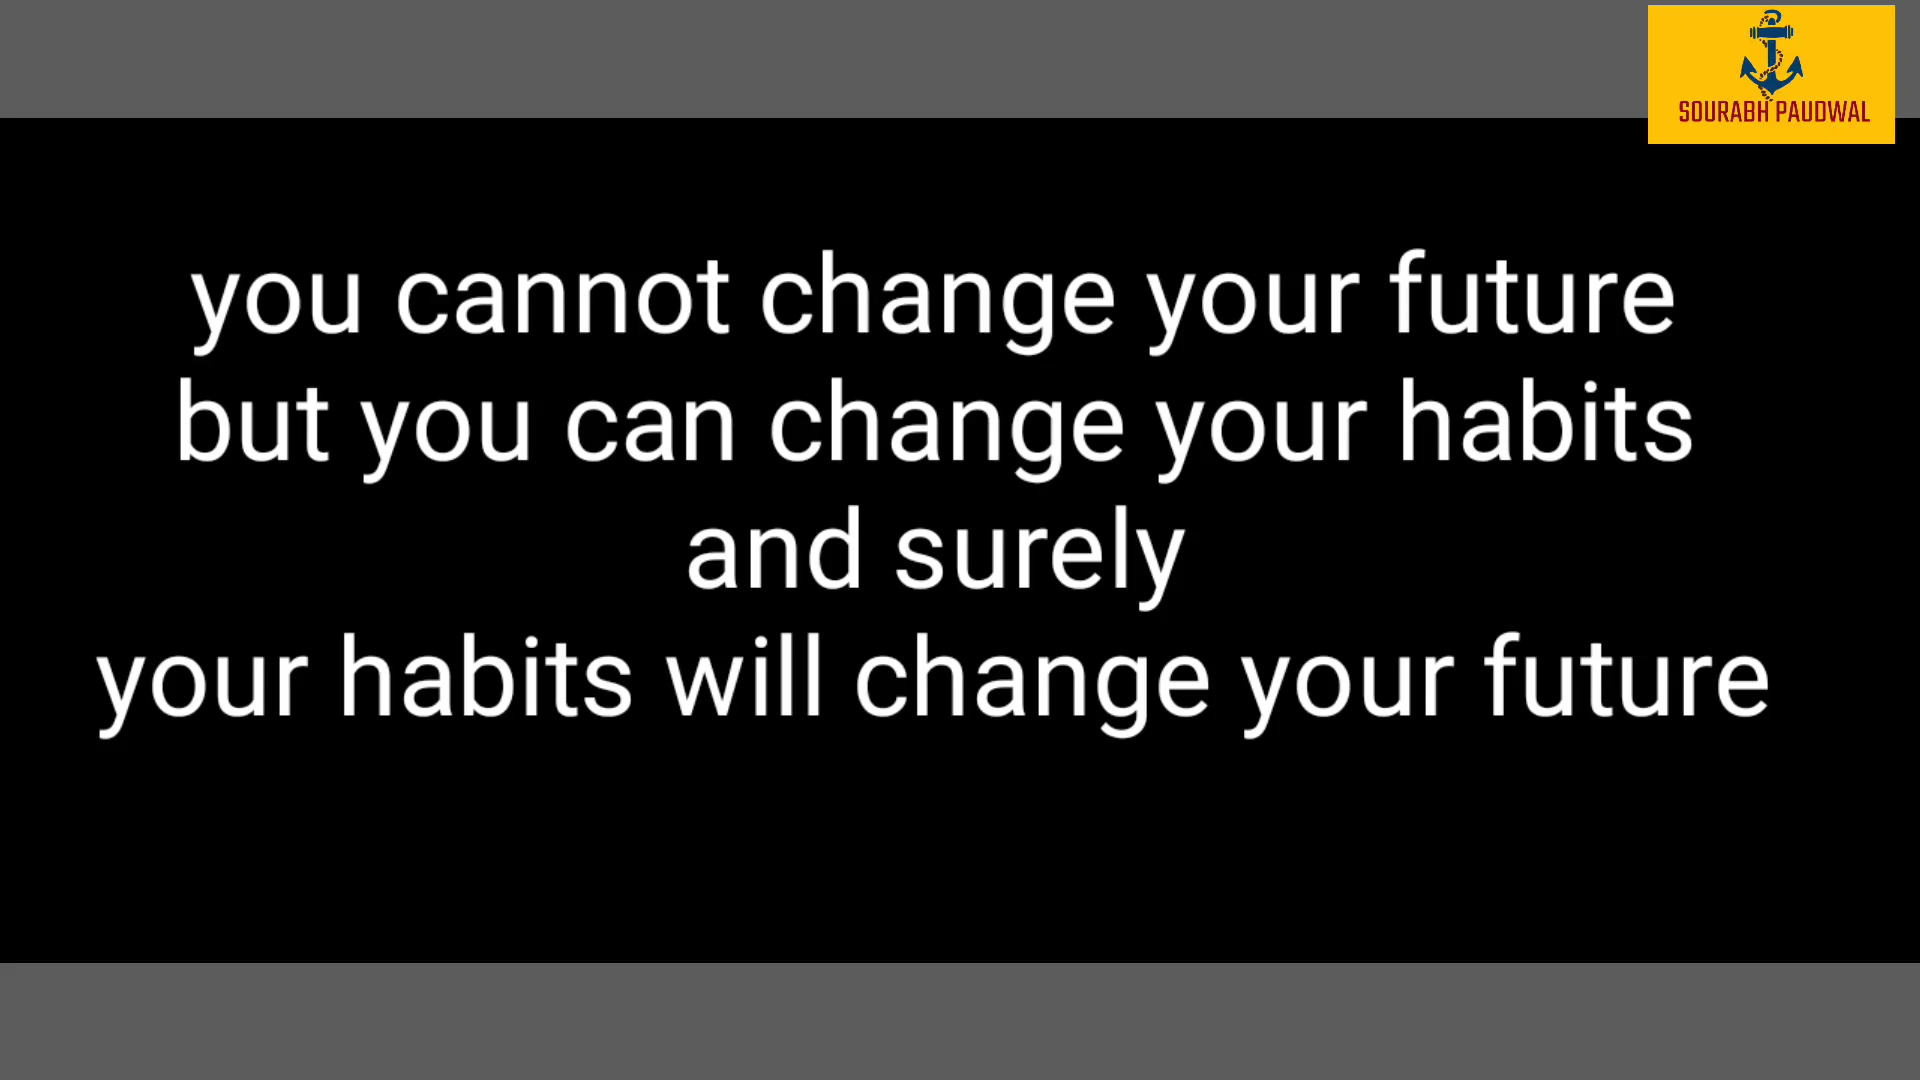 SOURABH PAUDWAL
you cannot change your future
but you can change your habits
and surely
your habits will change your future